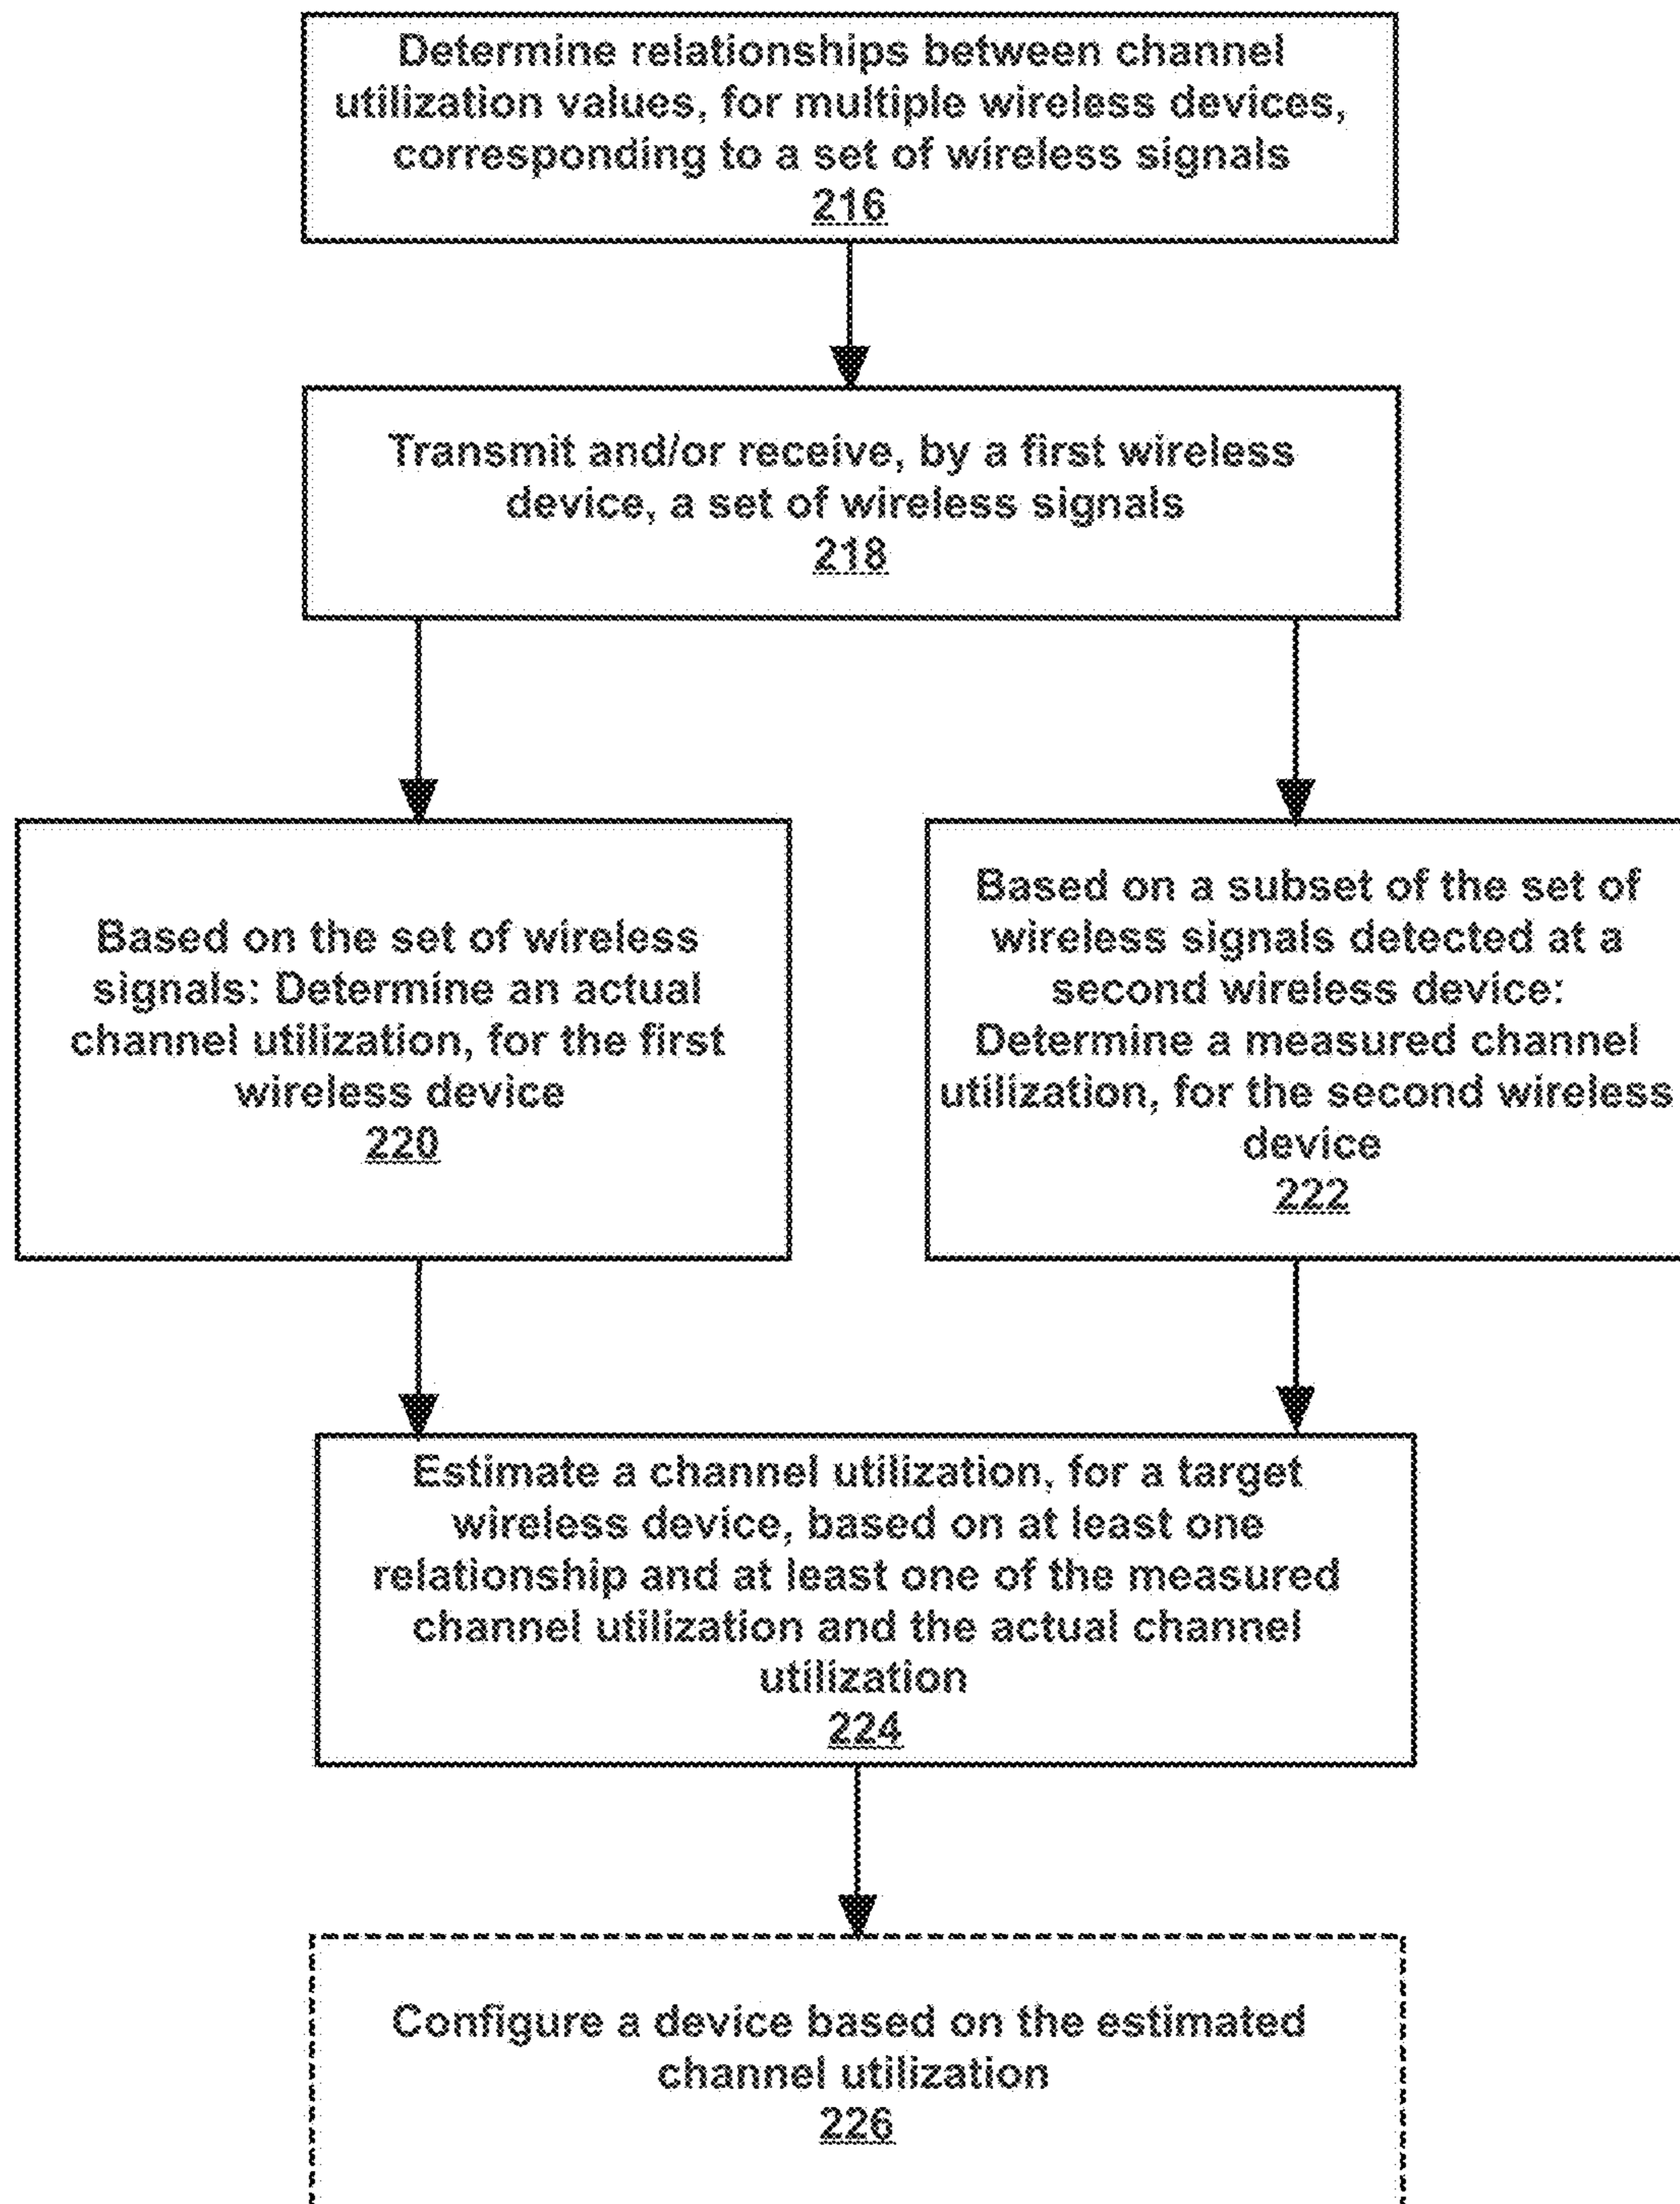 Determine relationships between channel
utilization values, for multiple wireless devices,
corresponding to a set of wireless signals
216
Transmit and/or receive, by a first wireless
device, a set of wireless signals
218
Based on the set of wireless
signals: Determine an actual
channel utilization, for the first
wireless device
220
Based on a subset of the set of
wireless signals detected at a
second wireless device:
Determine a measured channel
utilization, for the second wireless
device
222
Estimate a channel utilization, for a target
wireless device, based on at least one
relationship and at least one of the measured
channel utilization and the actual channel
utilization
224
Configure a device based on the estimated
channel utilization
226